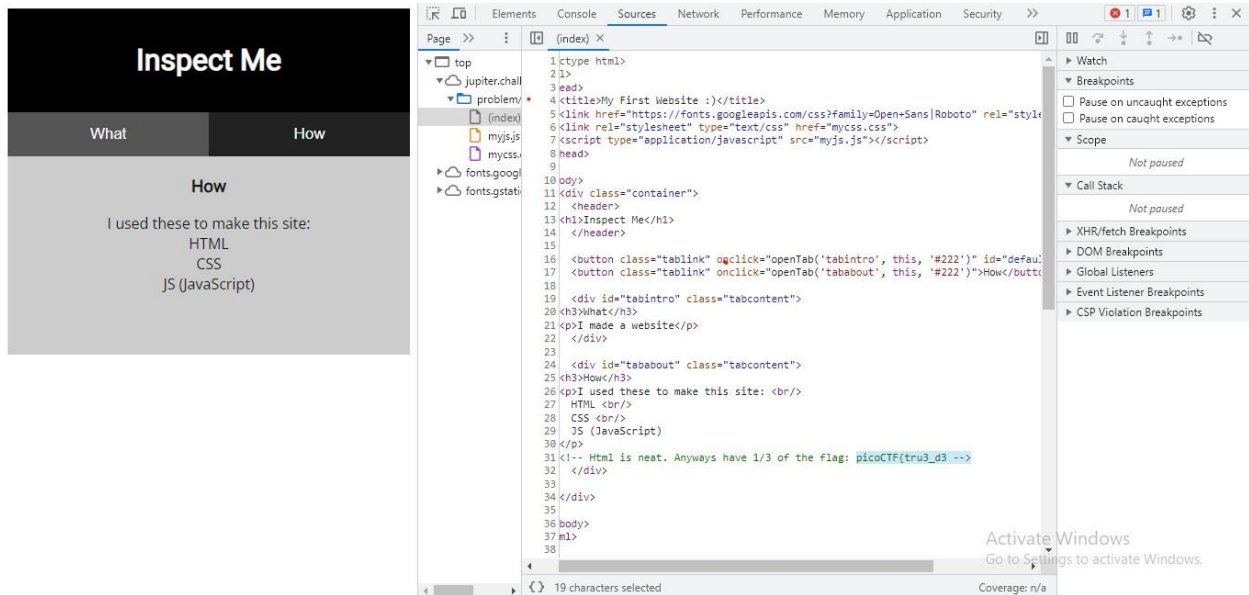 Inspect Me
What How
How
I used these to make this site:
HTML
CSS
JS (JavaScript)
Elements Console Sources Network Performance Memory Application Security >> 1 1
Page >> (index) ×
top
jupiter.chall
problem/
(index)
myjs.js
mycss.
fonts.googl
fonts.gstati
1 ctype html>
2 l>
3 ead>
4 <title>My First Website :)</title>
5 <link href="https://fonts.googleapis.com/css?family=Open+Sans|Roboto" rel="style
6 <link rel="stylesheet" type="text/css" href="mycss.css">
7 <script type="application/javascript" src="myjs.js"></script>
8 head>
9
10 ody>
11 <div class="container">
12 <header>
13 <h1>Inspect Me</h1>
14 </header>
15
16 <button class="tablink" onclick="openTab('tabintro', this, '#222')" id="defaul
17 <button class="tablink" onclick="openTab('tababout', this, '#222')">How</butto
18
19 <div id="tabintro" class="tabcontent">
20 <h3>What</h3>
21 <p>I made a website</p>
22 </div>
23
24 <div id="tababout" class="tabcontent">
25 <h3>How</h3>
26 <p>I used these to make this site: <br/>
27 HTML <br/>
28 CSS <br/>
29 JS (JavaScript)
30 </p>
31 <!-- Html is neat. Anyways have 1/3 of the flag: picoCTF{tru3_d3 -->
32 </div>
33
34 </div>
35
36 body>
37 ml>
38
{} 19 characters selected Coverage: n/a
Watch
Breakpoints
Pause on uncaught exceptions
Pause on caught exceptions
Scope
Not paused
Call Stack
Not paused
XHR/fetch Breakpoints
DOM Breakpoints
Global Listeners
Event Listener Breakpoints
CSP Violation Breakpoints
Activate Windows
Go to Settings to activate Windows.